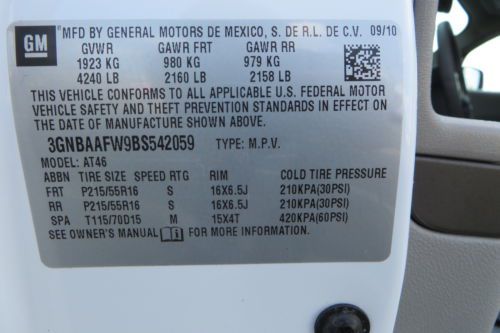 GM
MFD BY GENERAL MOTORS DE MEXICO, S. DE R.L. DE C.V. 09/10
GVWR GAWR FRT GAWR RR
1923 KG 980 KG 979 KG
4240 LB 2160 LB 2158 LB
THIS VEHICLE CONFORMS TO ALL APPLICABLE U.S. FEDERAL MOTOR
VEHICLE SAFETY AND THEFT PREVENTION STANDARDS IN EFFECT ON
THE DATE OF MANUFACTURE SHOWN ABOVE.
3GNBAAFW9BS542059 TYPE: M.P.V.
MODEL: AT46
ABBN TIRE SIZE SPEED RTG RIM COLD TIRE PRESSURE
FRT P215/55R16 S 16X6.5J 210KPA(30PSI)
RR P215/55R16 S 16X6.5J 210KPA(30PSI)
SPA T115/70D15 M 15X4T 420KPA(60PSI)
SEE OWNER'S MANUAL FOR ADDITIONAL INFORMATION.